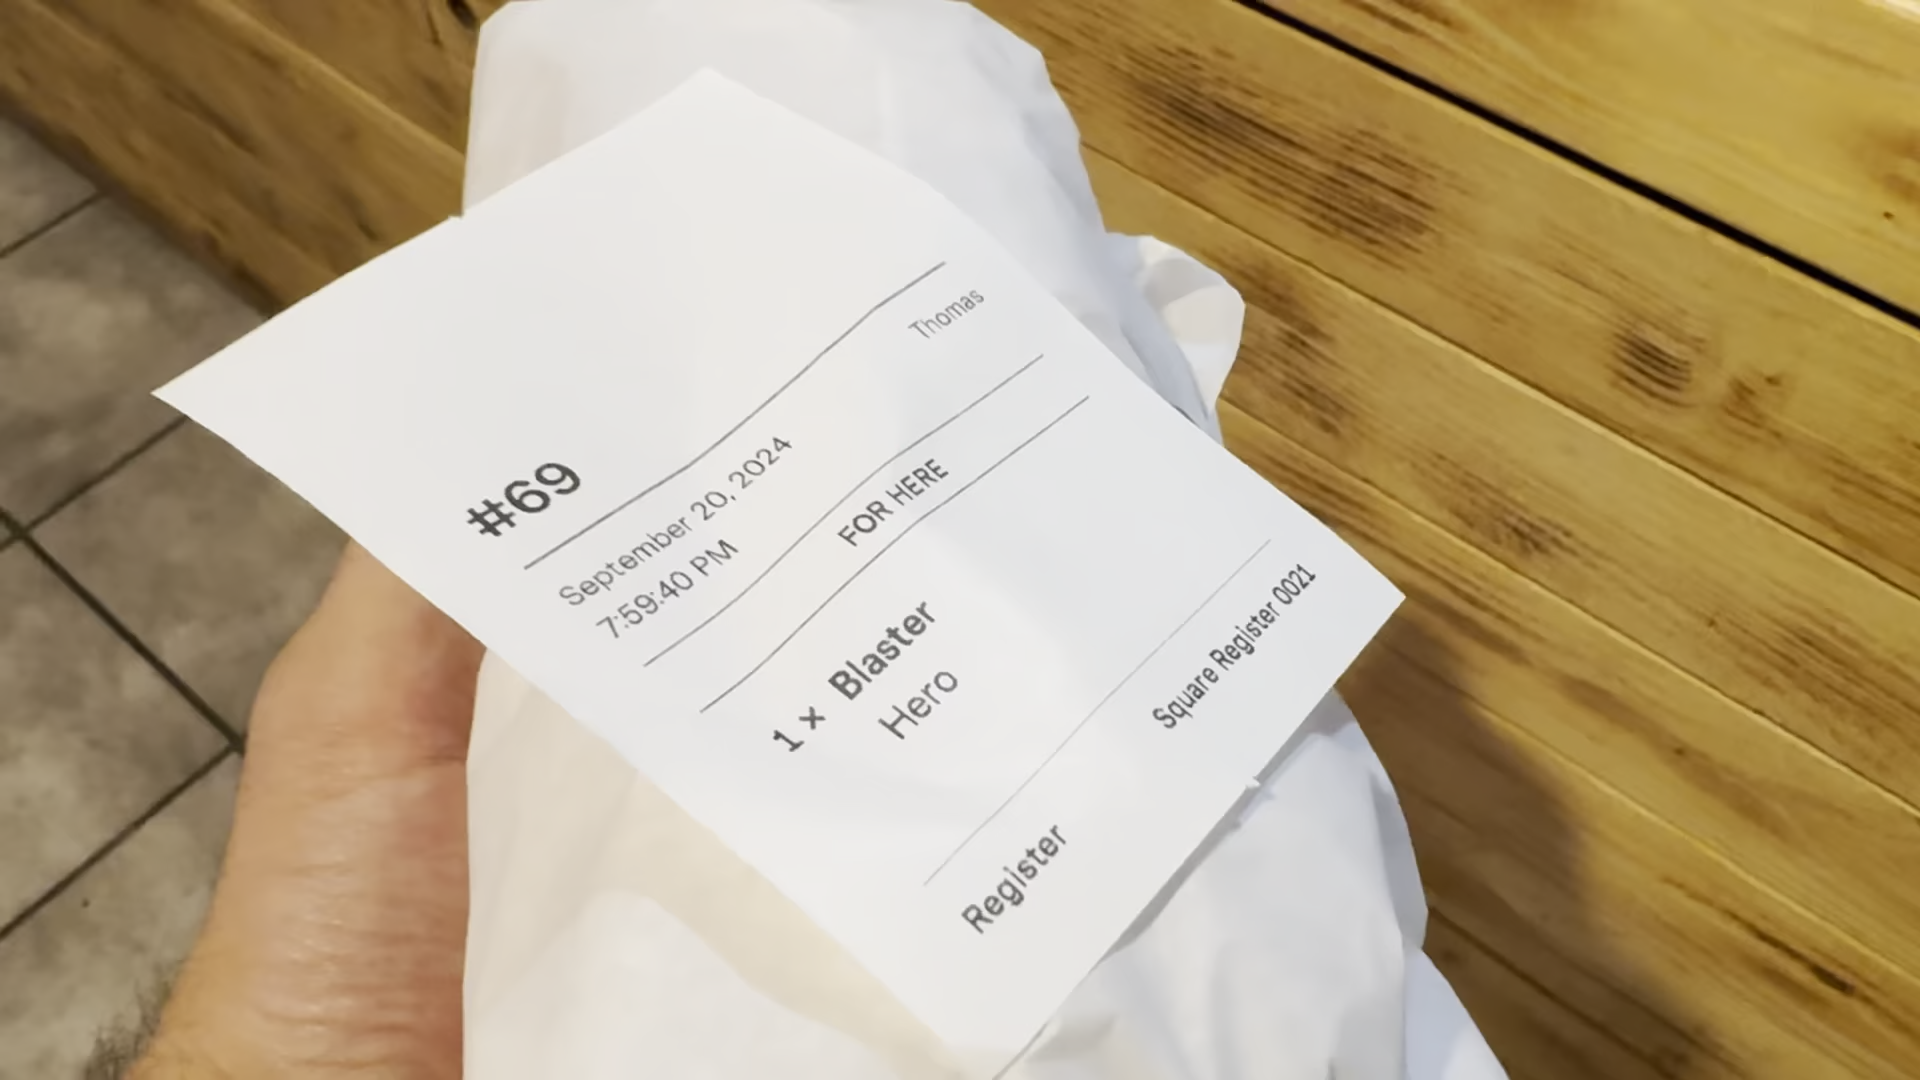 #69
September 20, 2024 Thomas
7:59:40 PM
FOR HERE
1 × Blaster
Hero
Register Square Register 0021